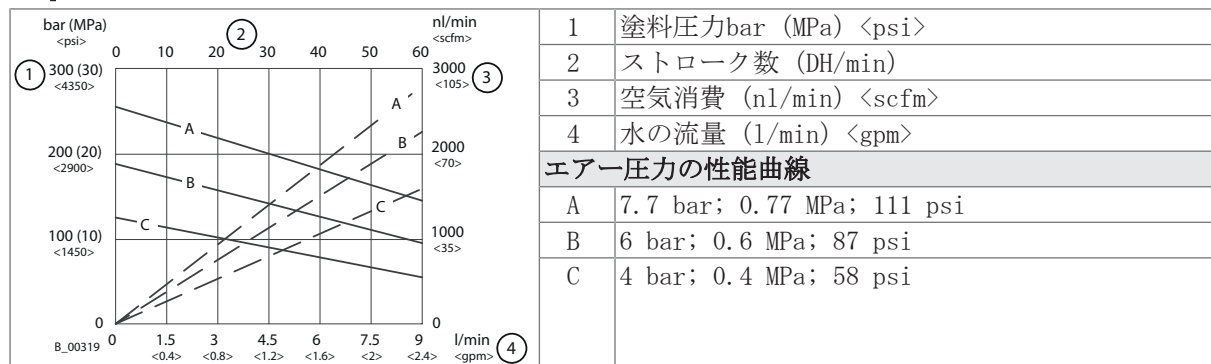 bar (MPa)
<psi>
nl/min
<scfm>
2
0 10 20 30 40 50 60
1 300 (30)
<4350>
3000 3
<105>
A
A
B
200 (20)
<2900>
2000
<70>
B
C
C
100 (10)
<1450>
1000
<35>
0 0
B_00319
0 1.5 3 4.5 6 7.5 9 l/min 4
<0.4> <0.8> <1.2> <1.6> <2> <2.4> <gpm>
1 塗料圧力bar (MPa) <psi>
2 ストローク数 (DH/min)
3 空気消費 (nl/min) <scfm>
4 水の流量 (l/min) <gpm>
エアー圧力の性能曲線
A 7.7 bar; 0.77 MPa; 111 psi
B 6 bar; 0.6 MPa; 87 psi
C 4 bar; 0.4 MPa; 58 psi